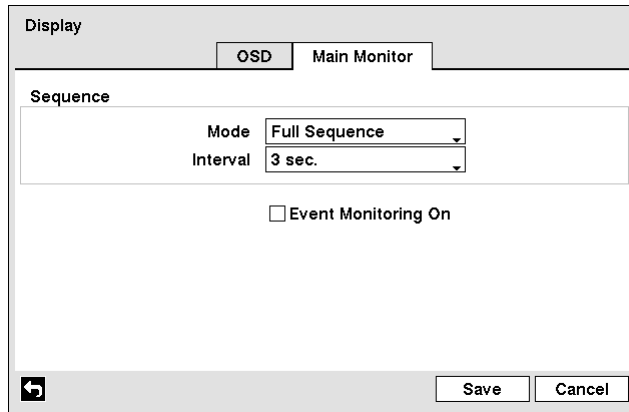 Display
OSD Main Monitor
Sequence
Mode Full Sequence
Interval 3 sec.
Event Monitoring On
Save Cancel